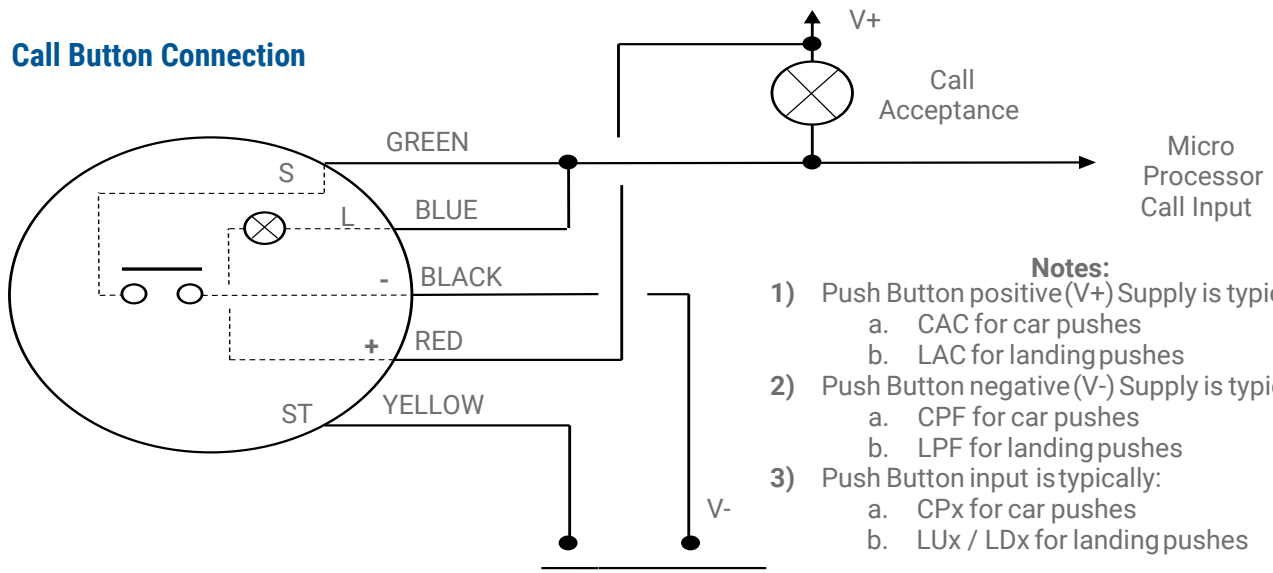 V+
Call Button Connection
Call
Acceptance
GREEN
S
Micro
Processor
Call Input
L
BLUE
-
BLACK
+
RED
ST
YELLOW
V-
Notes:
1) Push Button positive (V+) Supply is
a. CAC for car pushes
b. LAC for landing pushes
2) Push Button negative (V-) Supply is
a. CPF for car pushes
b. LPF for landing pushes
3) Push Button input is typically:
a. CPx for car pushes
b. LUx / LDx for landing pushes